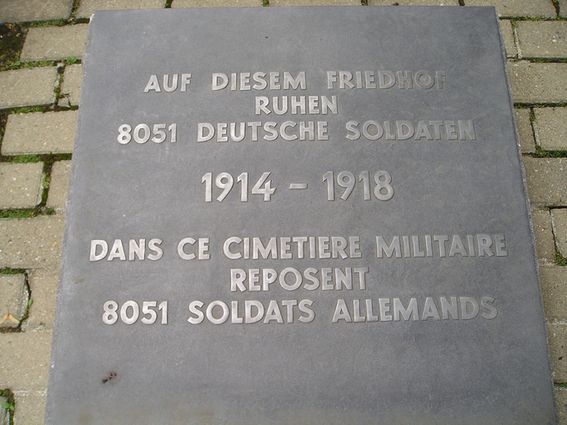 AUF DIESEM FRIEDHOF
RUHEN
8051 DEUTSCHE SOLDATEN
1914 - 1918
DANS CE CIMETIERE MILITAIRE
REPOSENT
8051 SOLDATS ALLEMANDS